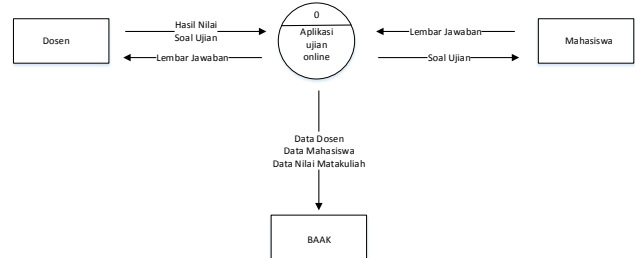 0
Aplikasi
ujian
online
Dosen
Hasil Nilai
Soal Ujian
Lembar Jawaban
Lembar Jawaban
Soal Ujian
Mahasiswa
Data Dosen
Data Mahasiswa
Data Nilai Matakuliah
BAAK